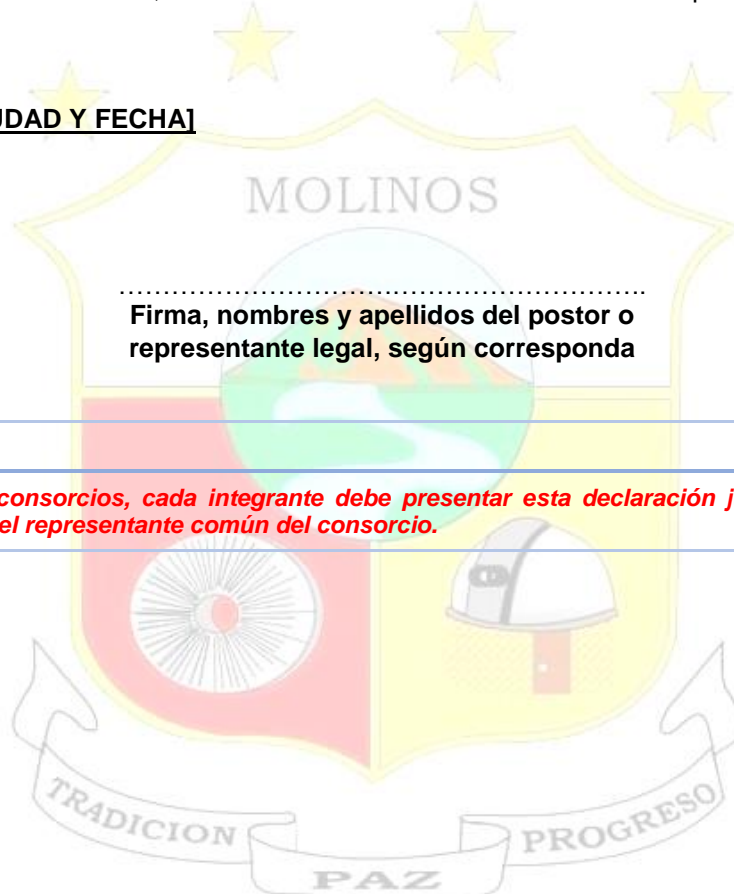 UDAD Y FECHA]
MOLINOS
…………………………….…………………………….
Firma, nombres y apellidos del postor o
representante legal, según corresponda
consorcios, cada integrante debe presentar esta declaración j
el representante común del consorcio.
TRADICION
PROGRESO
PAZ